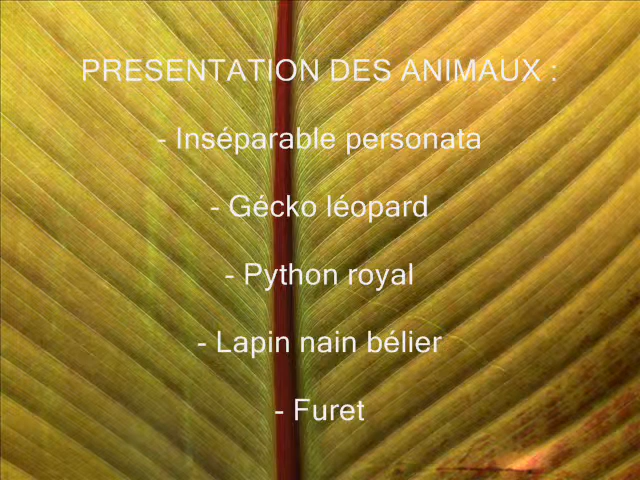 PRESENTATION DES ANIMAUX :
- Inséparable personata
- Gécko léopard
- Python royal
- Lapin nain bélier
- Furet